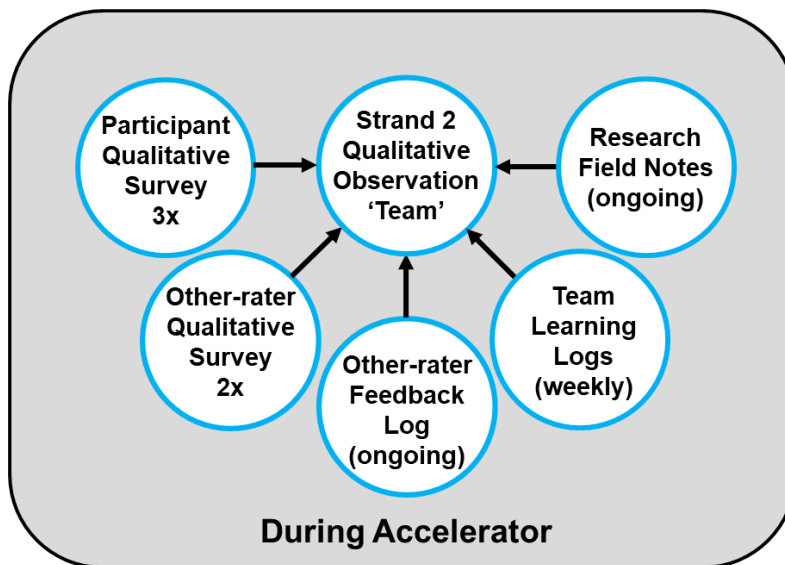 Participant
Qualitative
Survey
3x
Strand 2
Qualitative
Observation
‘Team’
Research
Field Notes
(ongoing)
Other-rater
Qualitative
Survey
2x
Other-rater
Feedback
Log
(ongoing)
Team
Learning
Logs
(weekly)
During Accelerator